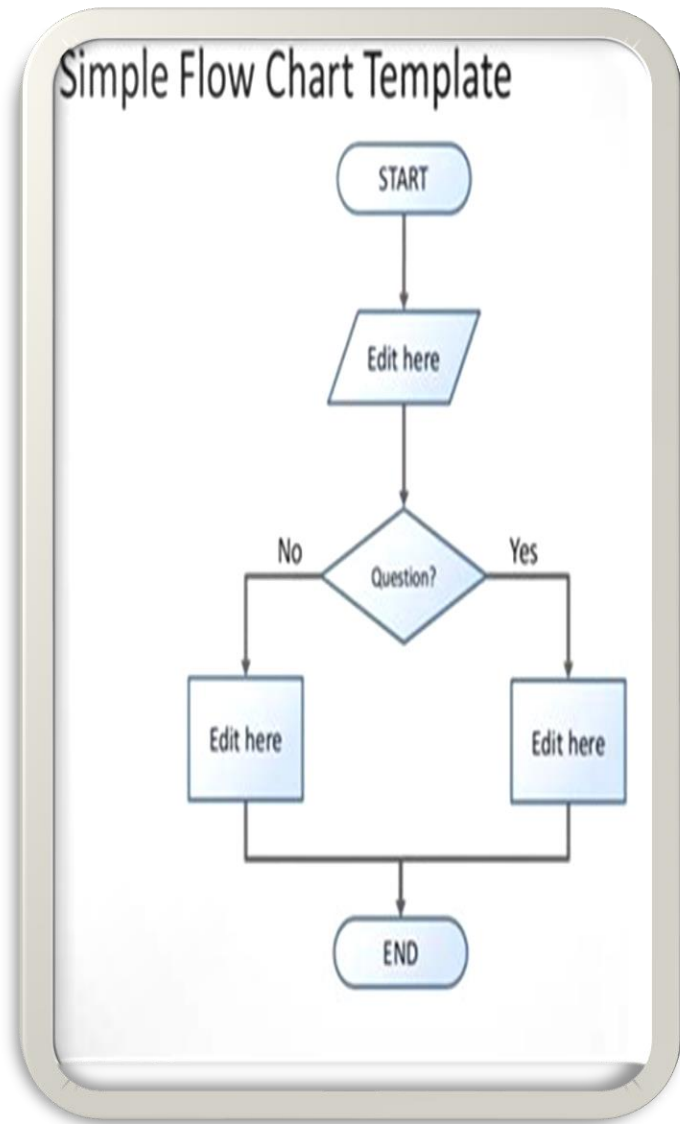 Simple Flow Chart Template
START
Edit here
No
Yes
Question?
Edit here
Edit here
END